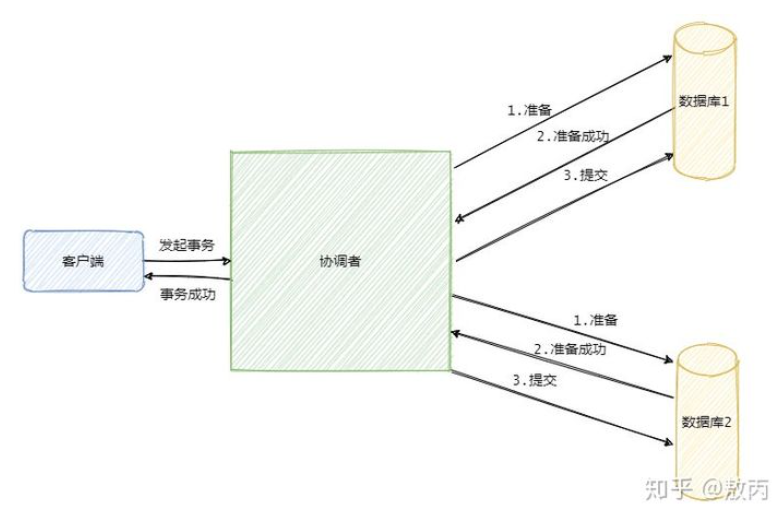 客户端
发起事务
事务成功
协调者
1.准备
2.准备成功
3.提交
数据库1
1.准备
2.准备成功
3.提交
数据库2
知乎 @敖丙